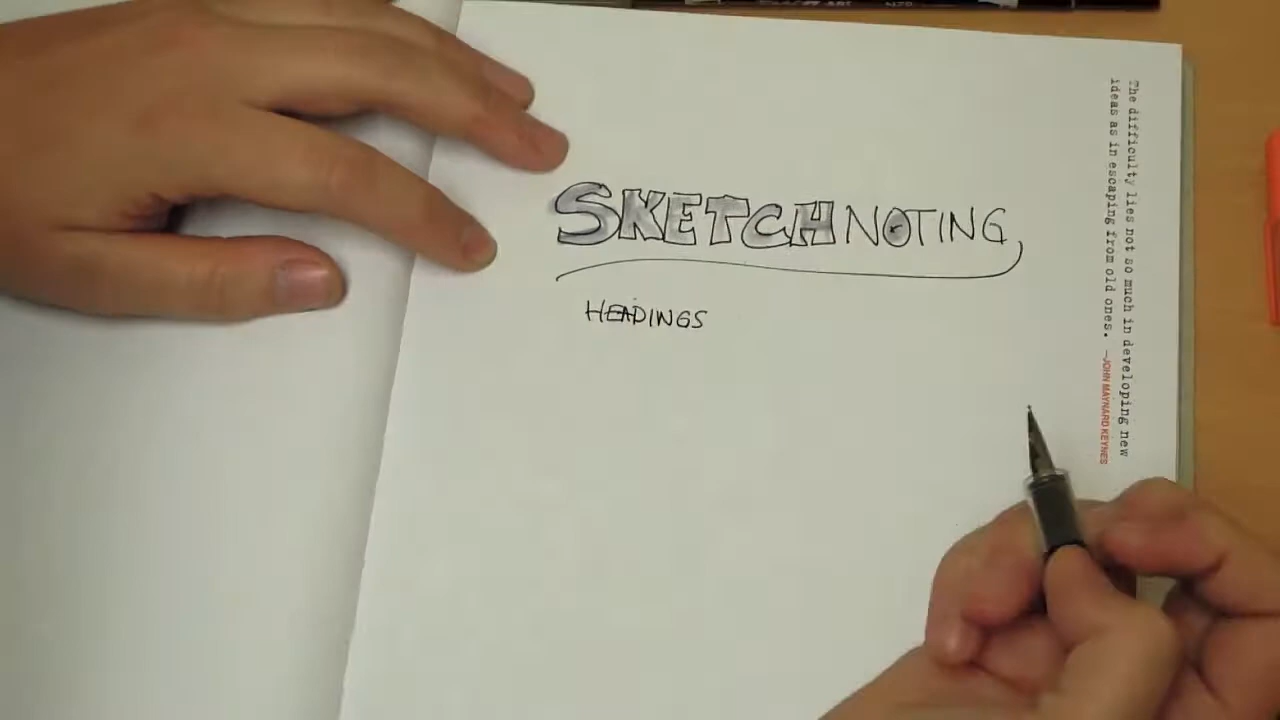 SKETCHNOTING
HEADINGS
The difficulty lies not so much in developing new
ideas as in escaping from old ones. —JOHN MAYNARD KEYNES